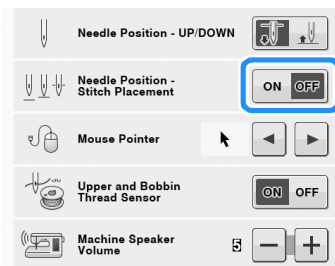 Needle Position - UP/DOWN
Needle Position -
Stitch Placement
ON OFF
Mouse Pointer
Upper and Bobbin
Thread Sensor
ON OFF
Machine Speaker
Volume
5 - +